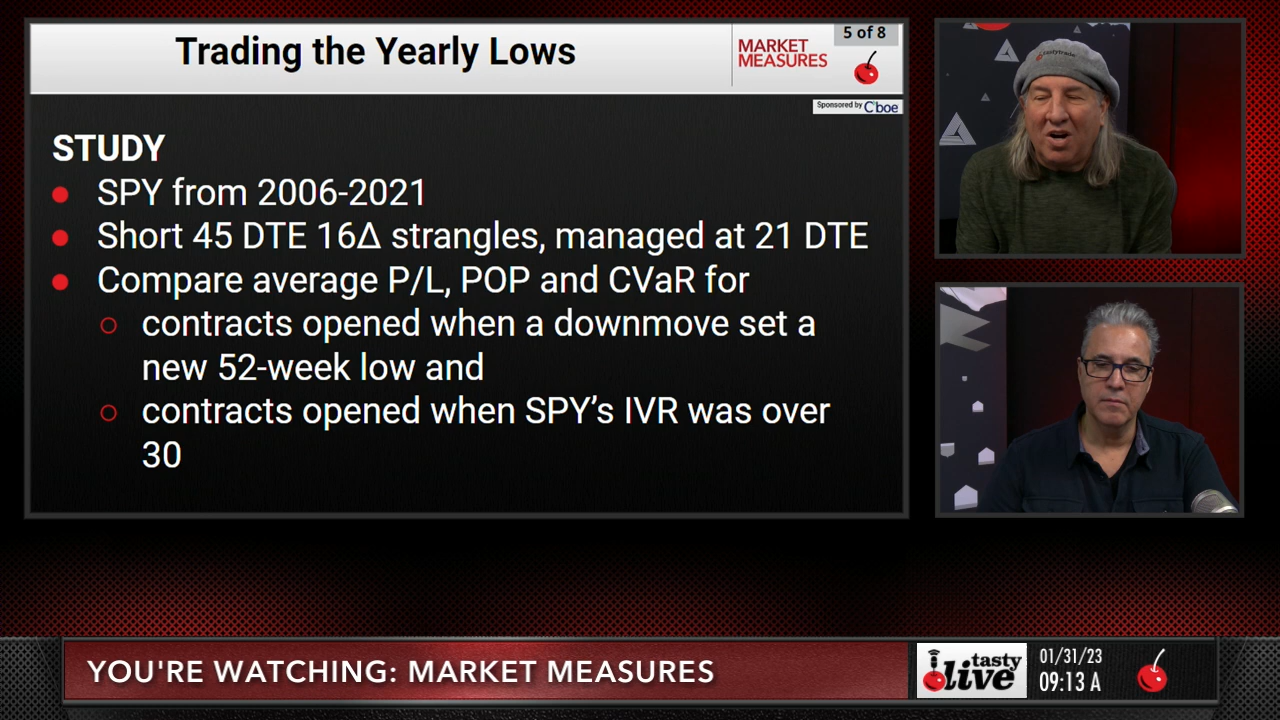 Trading the Yearly Lows
MARKET
MEASURES
5 of 8
Sponsored by Cboe
STUDY
SPY from 2006-2021
Short 45 DTE 16Δ strangles, managed at 21 DTE
Compare average P/L, POP and CVaR for
contracts opened when a downmove set a
new 52-week low and
contracts opened when SPY's IVR was over
30
tastytrade
YOU'RE WATCHING: MARKET MEASURES
tasty
live
01/31/23
09:13 A